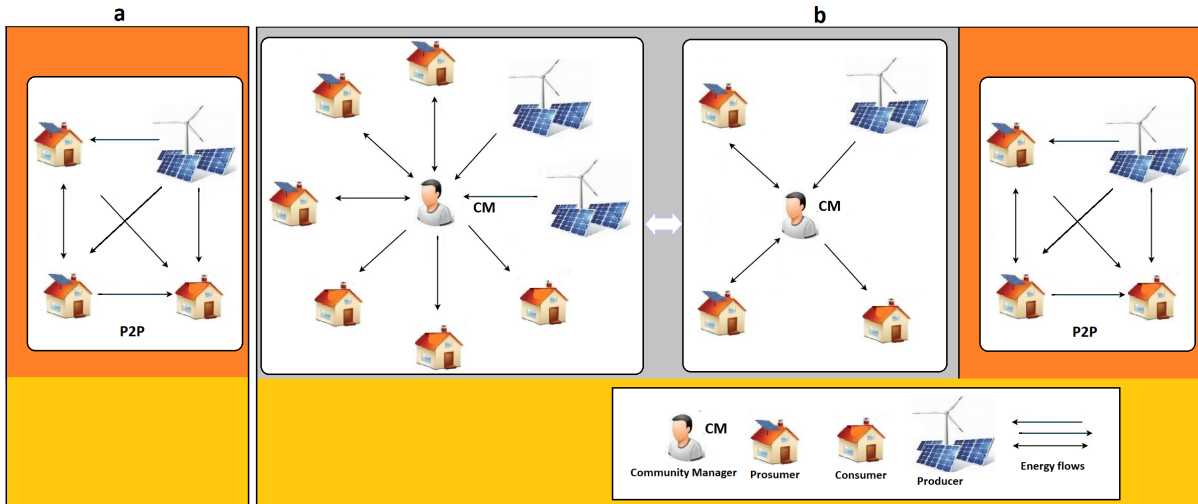 a
b
P2P
CM
CM
P2P
CM
Community Manager
Prosumer
Consumer
Producer
Energy flows